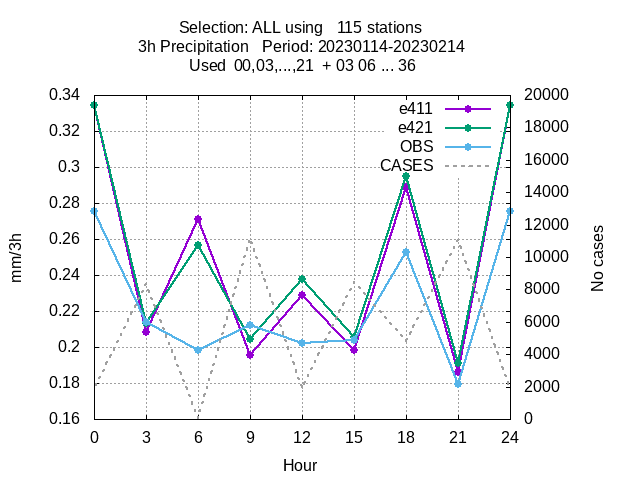 Selection: ALL using   115 stations
3h Precipitation   Period: 20230114-20230214
Used  00,03,...,21  + 03 06 ... 36
0.34
0.32
0.3
0.28
0.26
0.24
0.22
0.2
0.18
0.16
mm/3h
e411
e421
OBS
CASES
20000
18000
16000
14000
12000
10000
8000
6000
4000
2000
0
No cases
0 3 6 9 12 15 18 21 24
Hour